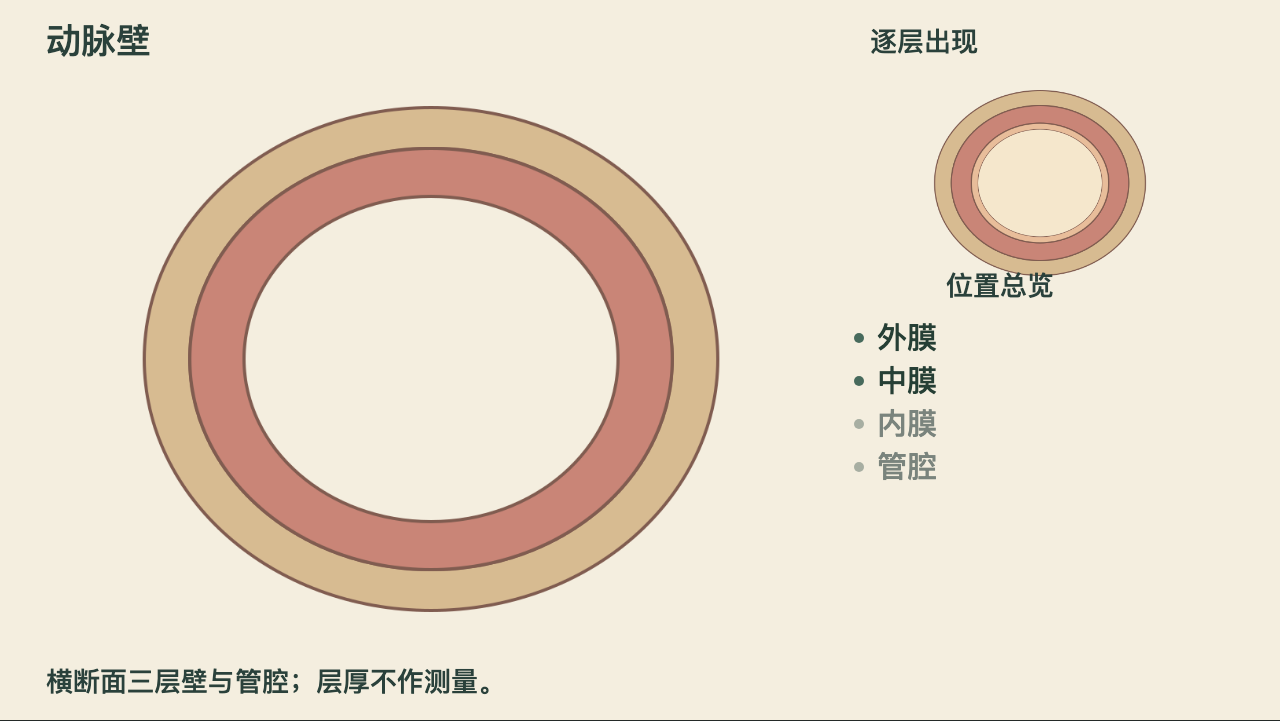 动脉壁
逐层出现
位置总览
外膜
中膜
内膜
管腔
横断面三层壁与管腔；层厚不作测量。